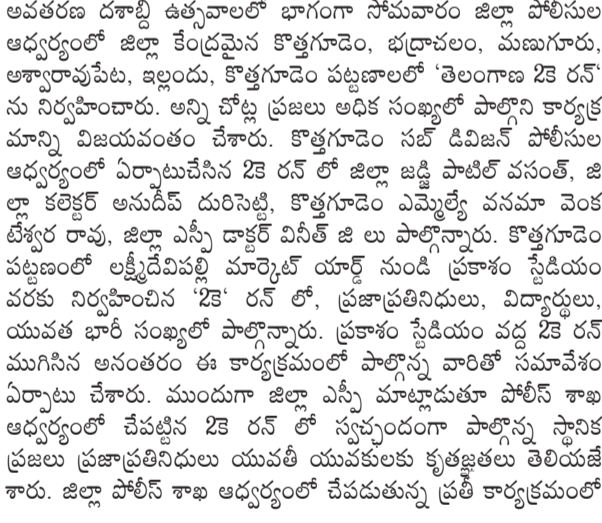 అవతరణ దశాబ్ది ఉత్సవాలలో భాగంగా సోమవారం జిల్లా పోలీసుల
ఆధ్వర్యంలో జిల్లా కేంద్రమైన కొత్తగూడెం, భద్రాచలం, మణుగూరు,
అశ్వారావుపేట, ఇల్లందు, కొత్తగూడెం పట్టణాలలో ‘తెలంగాణ 2కె రన్‘
ను నిర్వహించారు. అన్ని చోట్ల ప్రజలు అధిక సంఖ్యలో పాల్గొని కార్యక్ర
మాన్ని విజయవంతం చేశారు. కొత్తగూడెం సబ్ డివిజన్ పోలీసుల
ఆధ్వర్యంలో ఏర్పాటుచేసిన 2కె రన్ లో జిల్లా జడ్జి పాటిల్ వసంత్, జి
ల్లా కలెక్టర్ అనుదీప్ దురిసెట్టి, కొత్తగూడెం ఎమ్మెల్యే వనమా వెంక
టేశ్వర రావు, జిల్లా ఎస్పీ డాక్టర్ వినీత్ జి లు పాల్గొన్నారు. కొత్తగూడెం
పట్టణంలో లక్ష్మీదేవిపల్లి మార్కెట్ యార్డ్ నుండి ప్రకాశం స్టేడియం
వరకు నిర్వహించిన ‘2కె‘ రన్ లో, ప్రజాప్రతినిధులు, విద్యార్థులు,
యువత భారీ సంఖ్యలో పాల్గొన్నారు. ప్రకాశం స్టేడియం వద్ద 2కె రన్
ముగిసిన అనంతరం ఈ కార్యక్రమంలో పాల్గొన్న వారితో సమావేశం
ఏర్పాటు చేశారు. ముందుగా జిల్లా ఎస్పీ మాట్లాడుతూ పోలీస్ శాఖ
ఆధ్వర్యంలో చేపట్టిన 2కె రన్ లో స్వచ్ఛందంగా పాల్గొన్న స్థానిక
ప్రజలు ప్రజాప్రతినిధులు యువతీ యువకులకు కృతజ్ఞతలు తెలియజే
శారు. జిల్లా పోలీస్ శాఖ ఆధ్వర్యంలో చేపడుతున్న ప్రతీ కార్యక్రమంలో